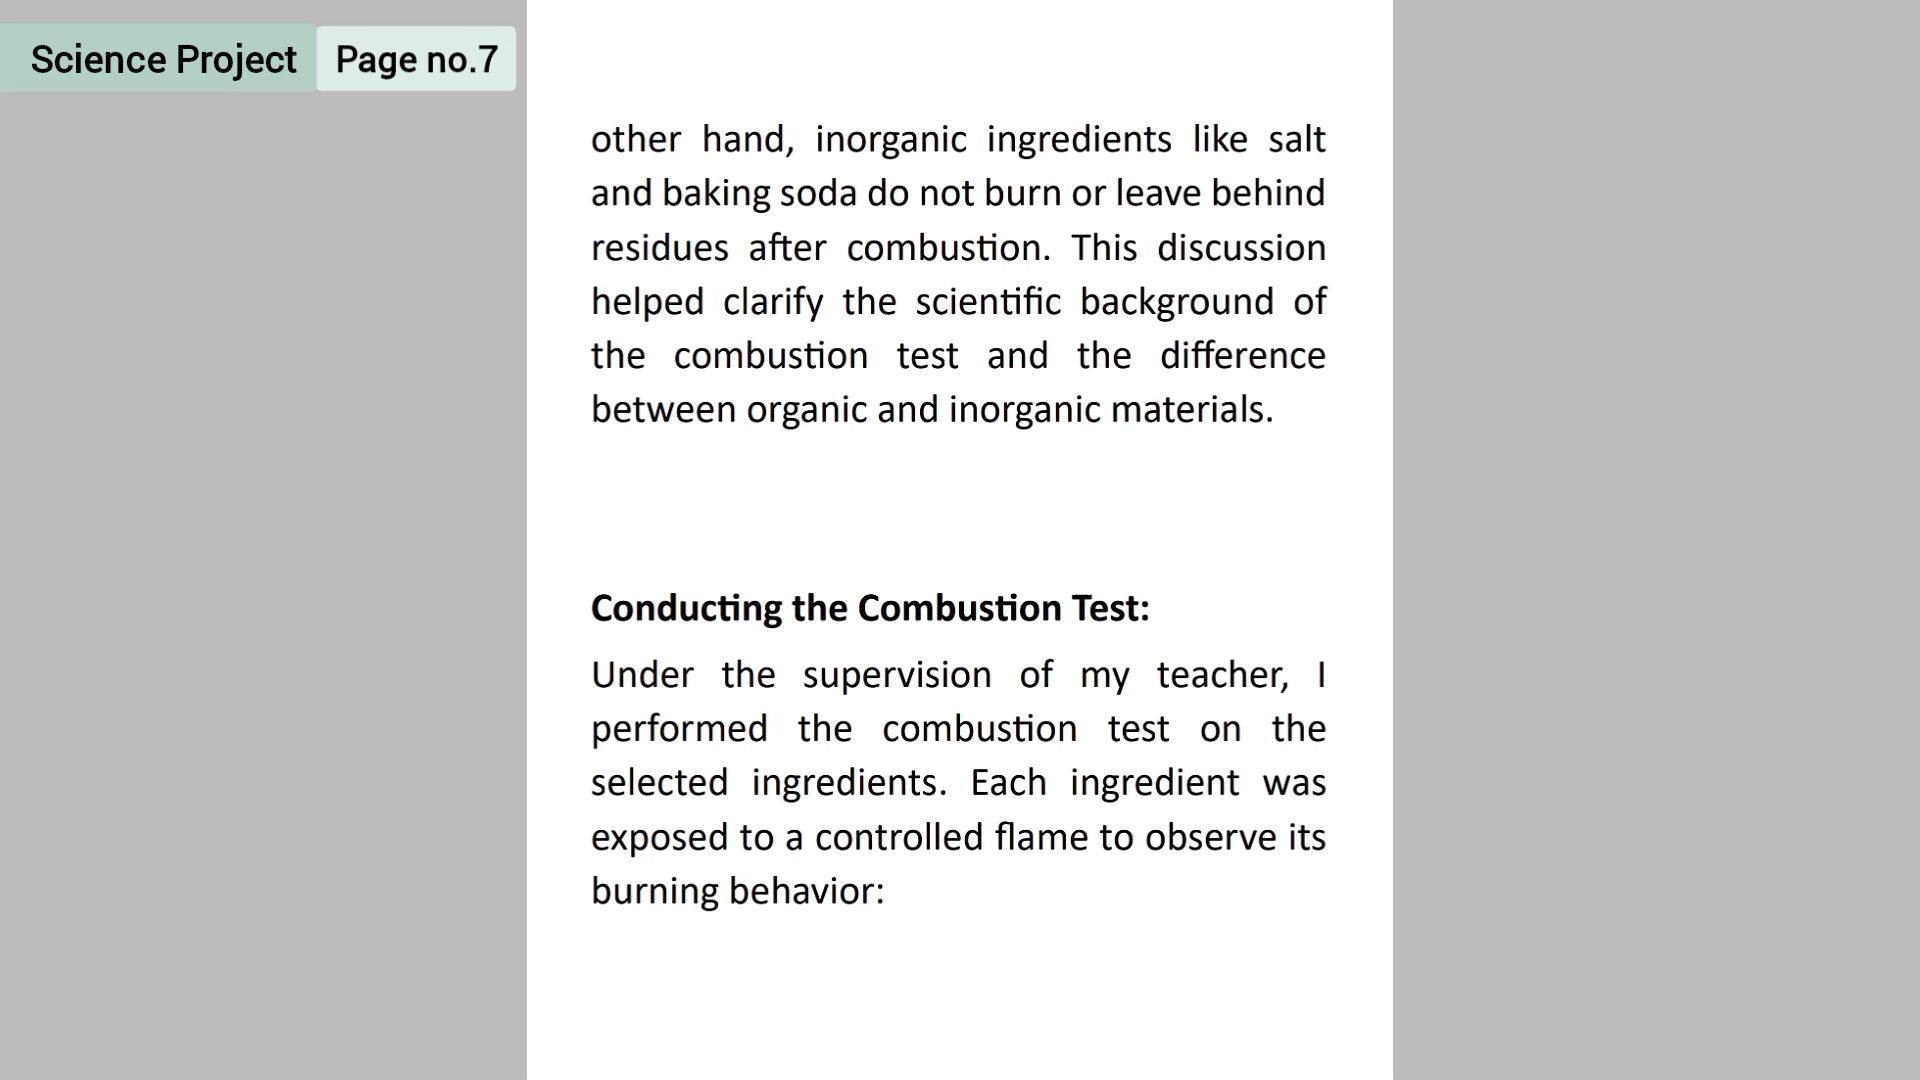 Science Project Page no.7
other hand, inorganic ingredients like salt
and baking soda do not burn or leave behind
residues after combustion. This discussion
helped clarify the scientific background of
the combustion test and the difference
between organic and inorganic materials.
Conducting the Combustion Test:
Under the supervision of my teacher, I
performed the combustion test on the
selected ingredients. Each ingredient was
exposed to a controlled flame to observe its
burning behavior: